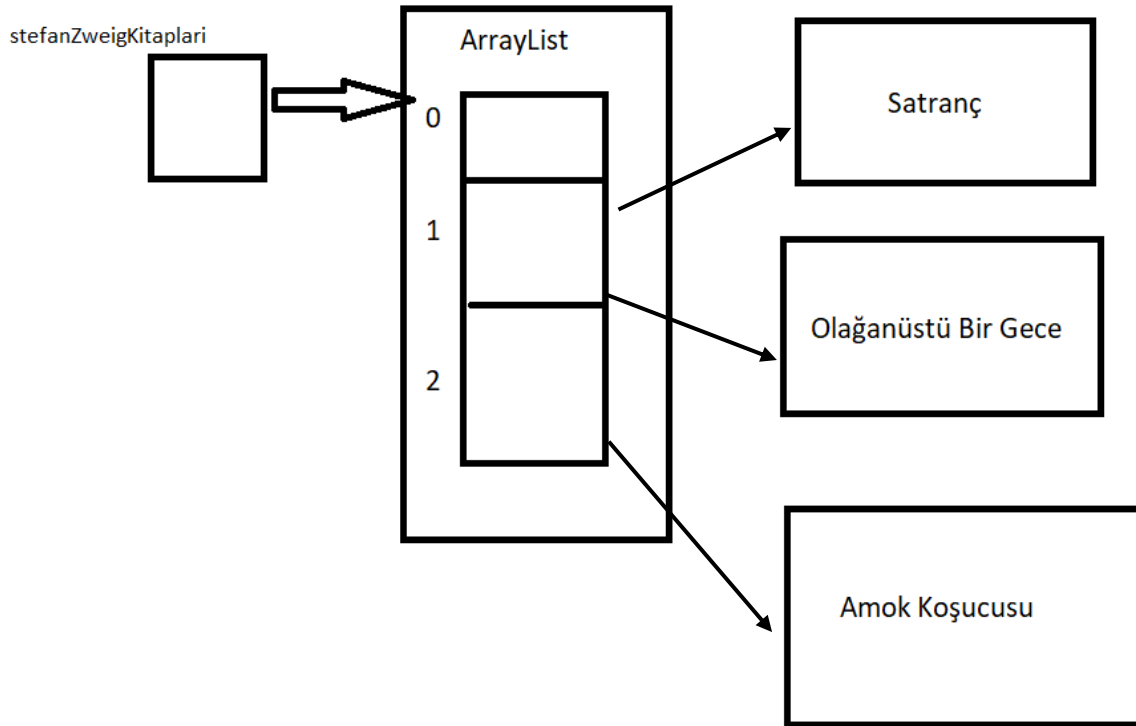 stefanZweigKitaplari
ArrayList
0
1
2
Satranç
Olağanüstü Bir Gece
Amok Koşucusu